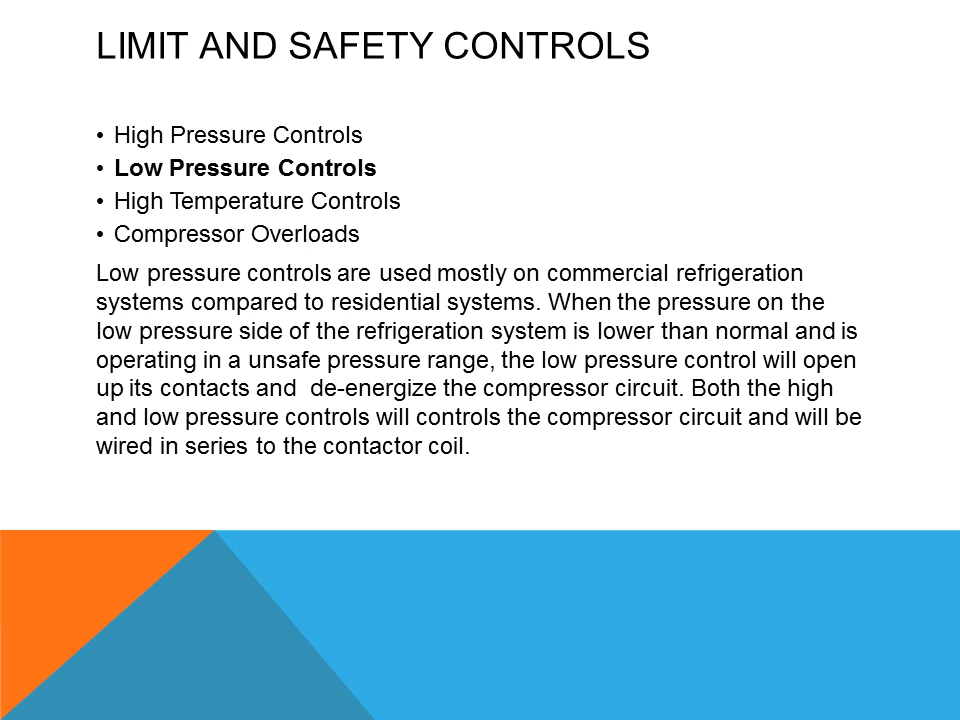 LIMIT AND SAFETY CONTROLS
• High Pressure Controls
• Low Pressure Controls
• High Temperature Controls
• Compressor Overloads
Low pressure controls are used mostly on commercial refrigeration
systems compared to residential systems. When the pressure on the
low pressure side of the refrigeration system is lower than normal and is
operating in a unsafe pressure range, the low pressure control will open
up its contacts and  de-energize the compressor circuit. Both the high
and low pressure controls will controls the compressor circuit and will be
wired in series to the contactor coil.